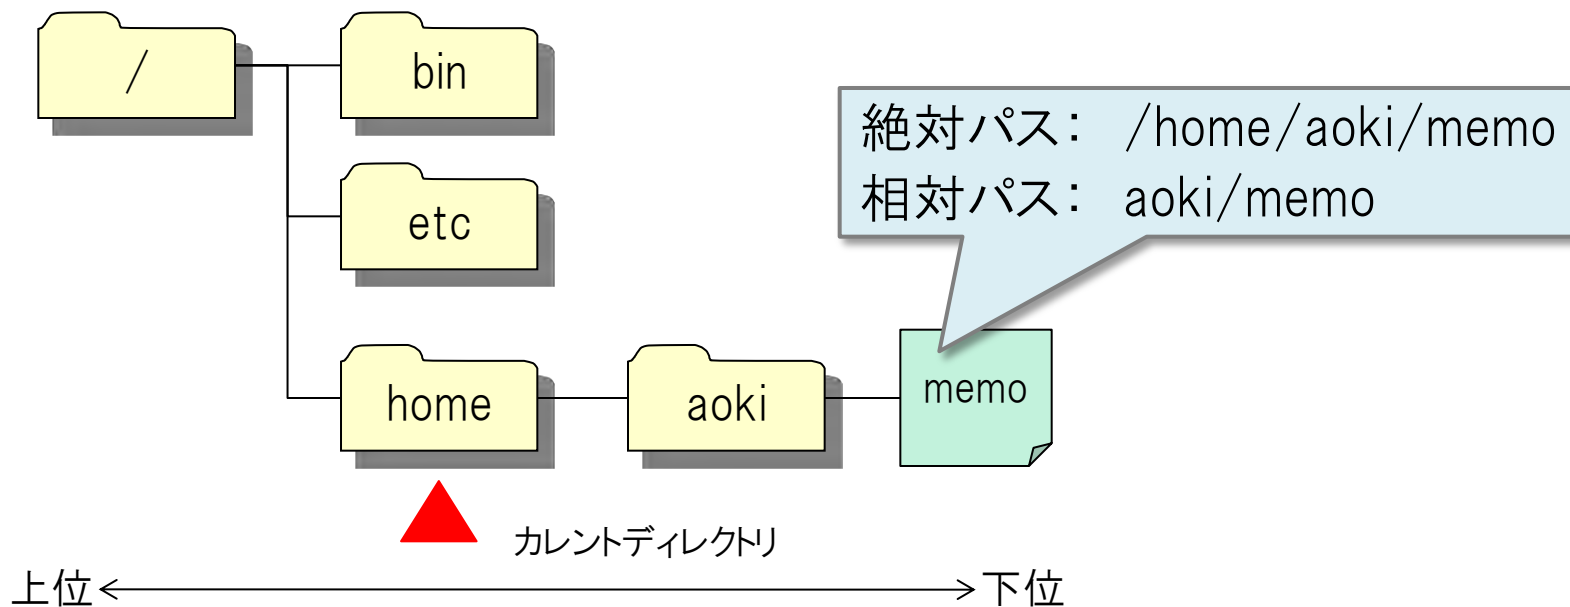 /
bin
絶対パス： /home/aoki/memo
相対パス： aoki/memo
etc
home
aoki
memo
カレントディレクトリ
上位
下位